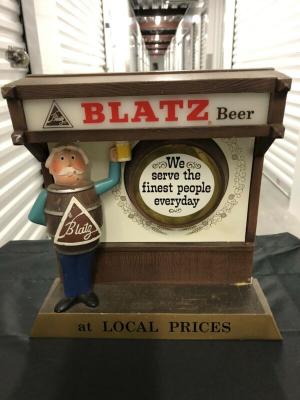 BLATZ Beer
We
serve the
finest people
everyday
Blatz
at LOCAL PRICES